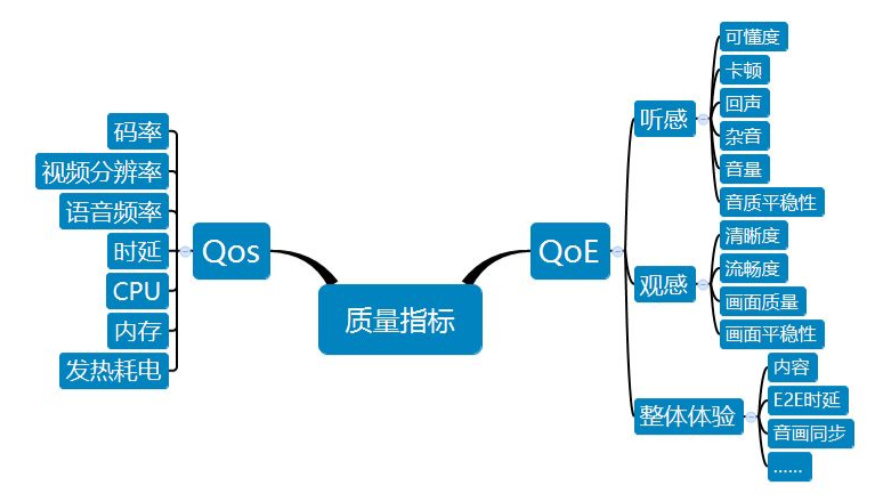 质量指标
Qos
码率
视频分辨率
语音频率
时延
CPU
内存
发热耗电
QoE
听感
可懂度
卡顿
回声
杂音
音量
音质平稳性
观感
清晰度
流畅度
画面质量
画面平稳性
整体体验
内容
E2E时延
音画同步
......